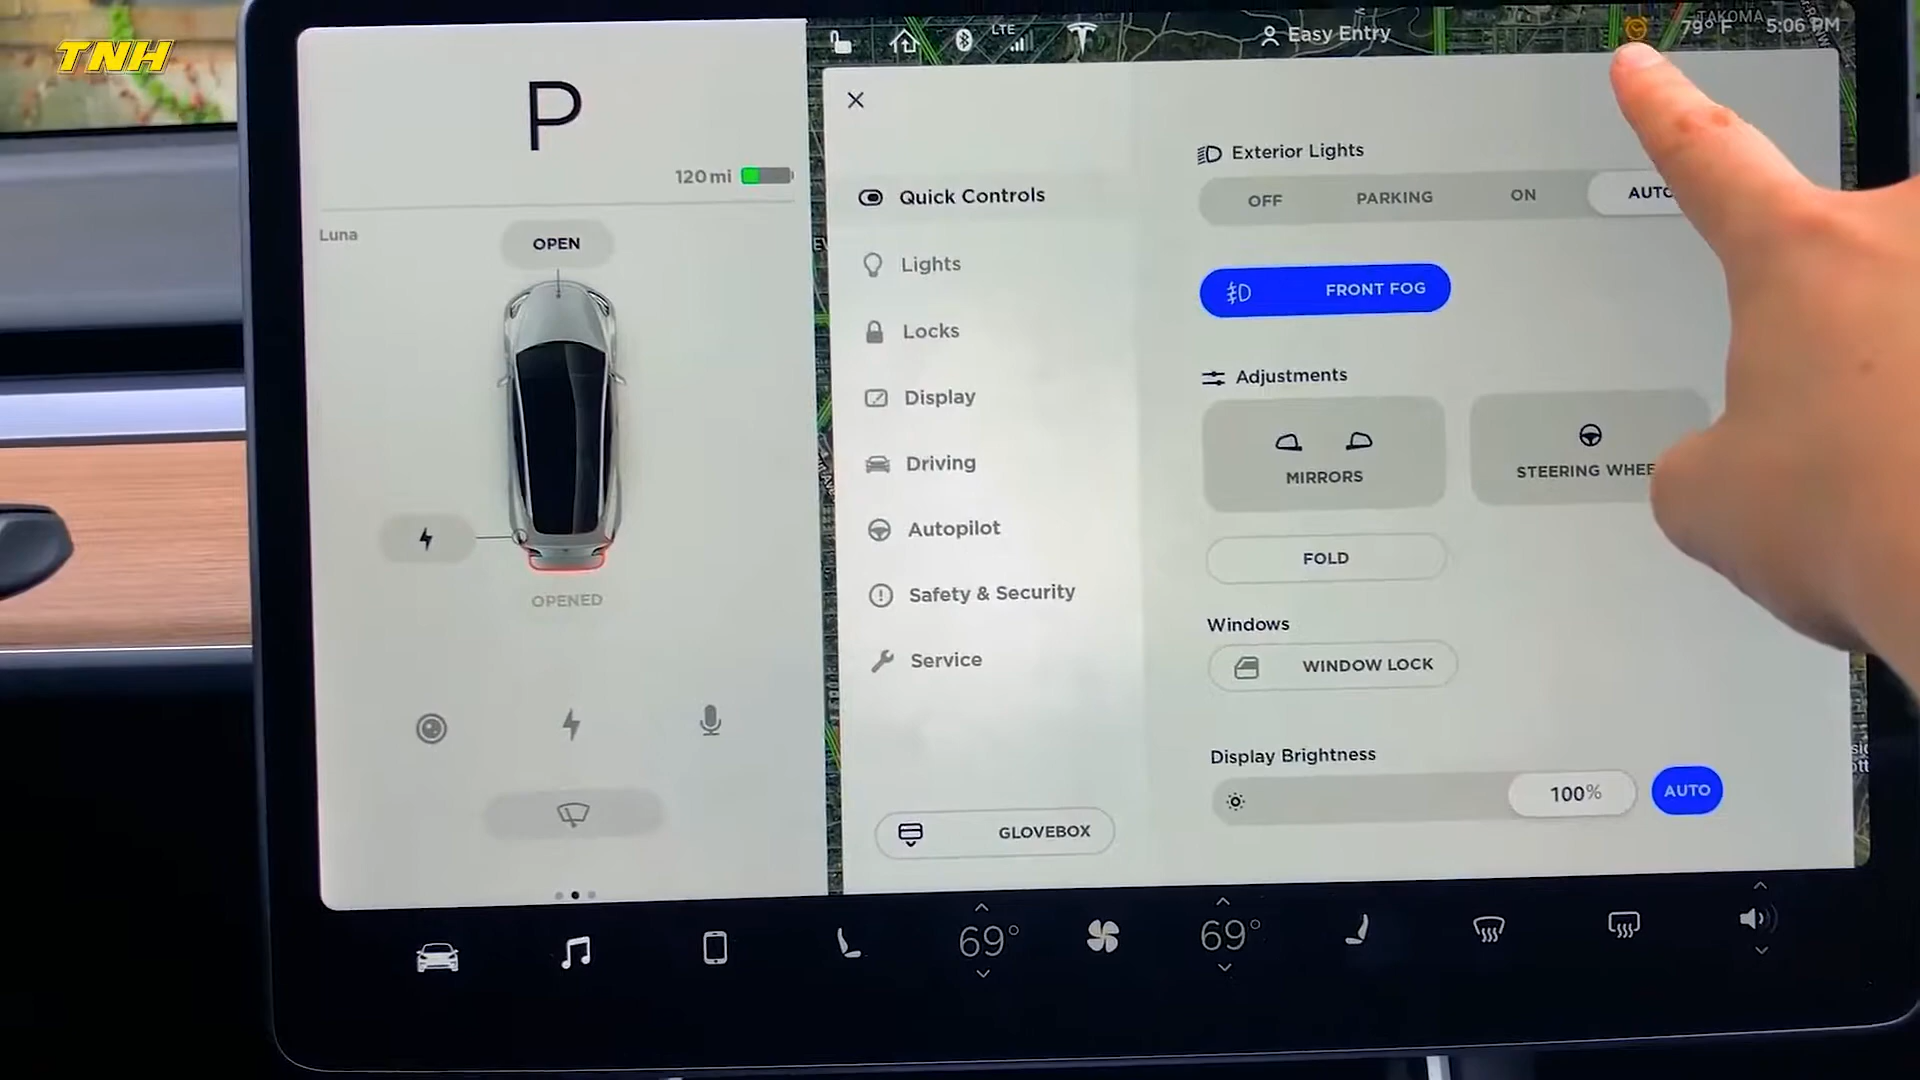 TNH
P
120 mi
Luna
OPEN
OPENED
LTE
Easy Entry
TAKOMA
79° F
5:06 PM
Quick Controls
Lights
Locks
Display
Driving
Autopilot
Safety & Security
Service
GLOVEBOX
Exterior Lights
OFF
PARKING
ON
AUTO
FRONT FOG
Adjustments
MIRRORS
STEERING WHEE
FOLD
Windows
WINDOW LOCK
Display Brightness
100%
AUTO
69°
69°